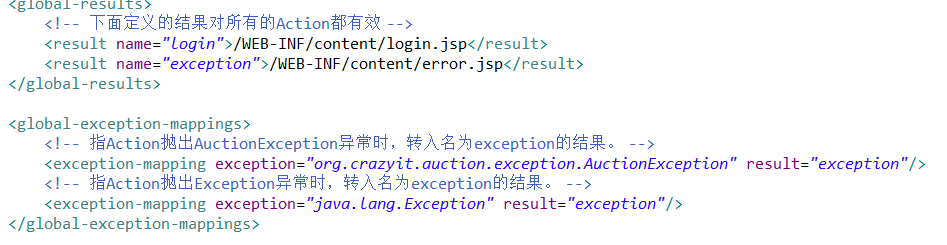 <global-results>
<!-- 下面定义的结果对所有的Action都有效 -->
<result name="login">/WEB-INF/content/login.jsp</result>
<result name="exception">/WEB-INF/content/error.jsp</result>
</global-results>
<global-exception-mappings>
<!-- 指Action抛出AuctionException异常时，转入名为exception的结果。 -->
<exception-mapping exception="org.crazyit.auction.exception.AuctionException" result="exception"/>
<!-- 指Action抛出Exception异常时，转入名为exception的结果。 -->
<exception-mapping exception="java.lang.Exception" result="exception"/>
</global-exception-mappings>